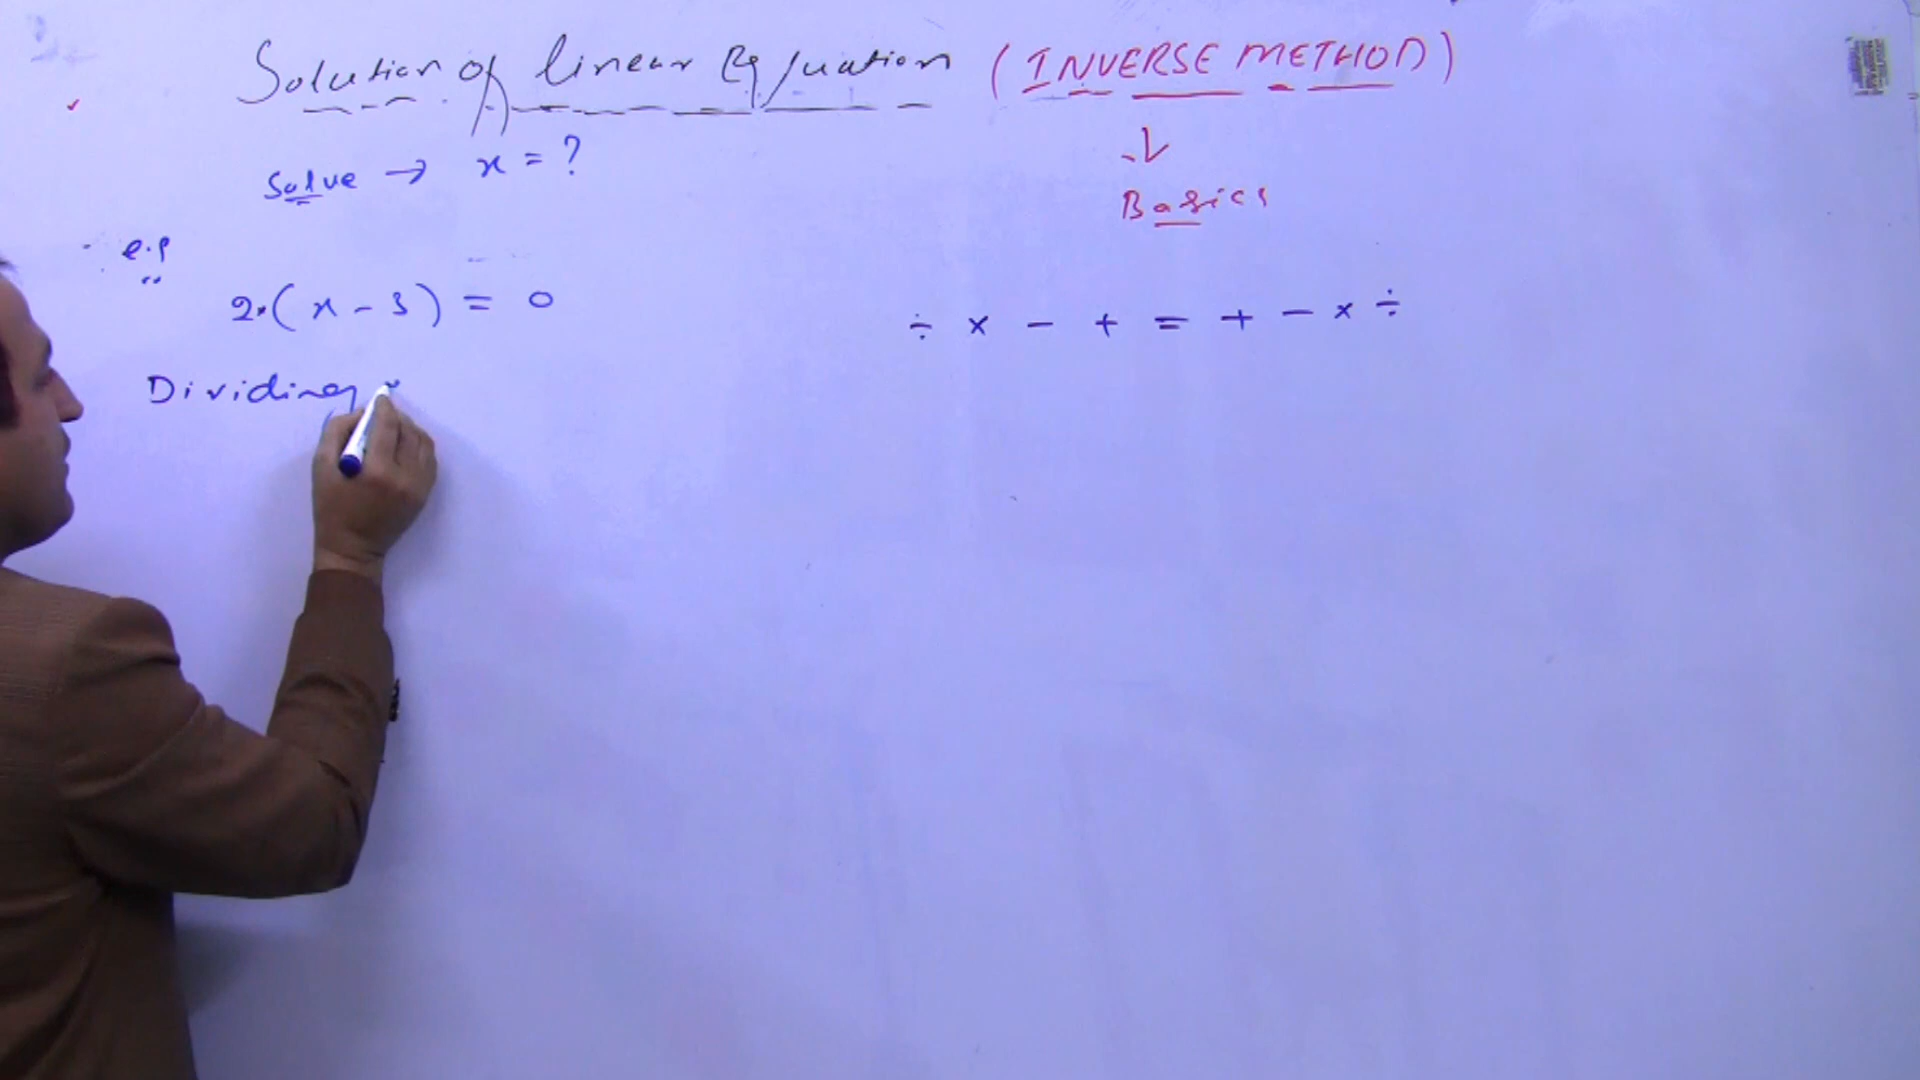 Solution of linear Equation (INVERSE METHOD)
Solve → x = ?
↓
Basics
e.g
2·(x - 3) = 0
÷ × - + = + - × ÷
Dividing